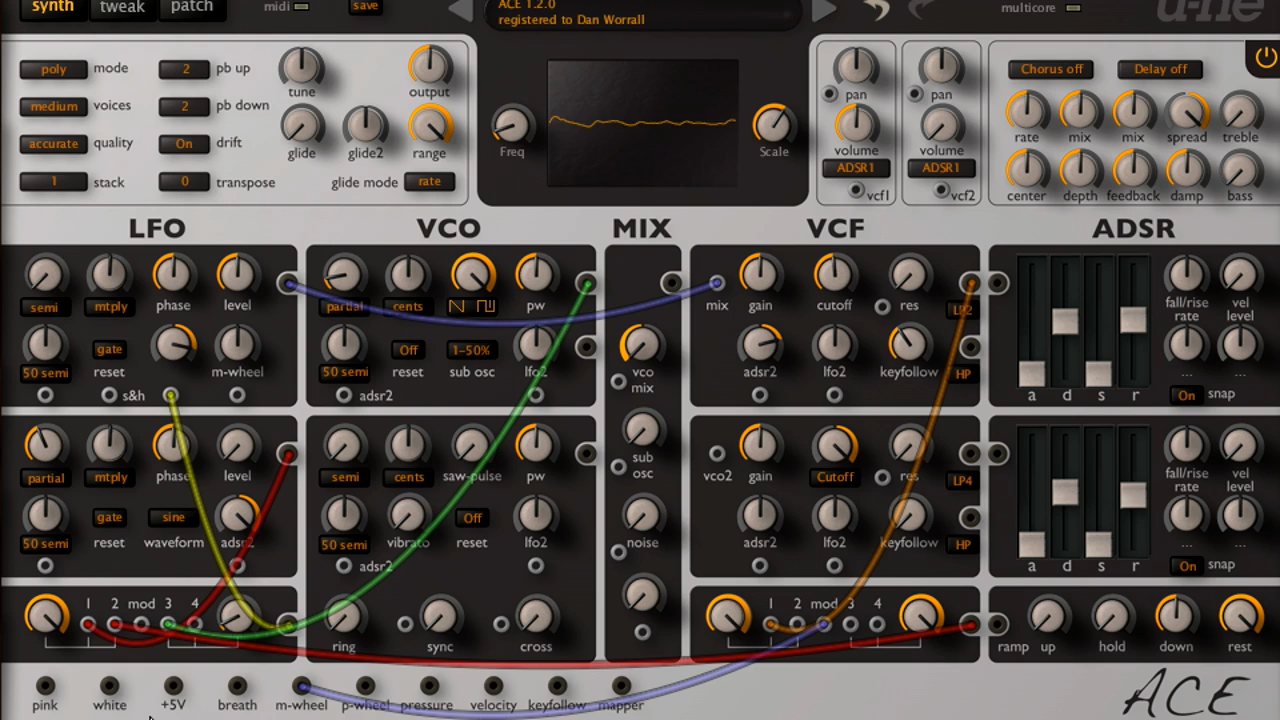 synth tweak patch midi save ACE 1.2.0 multicore u-he
registered to Dan Worrall
poly mode 2 pb up tune output pan pan Chorus off Delay off
medium voices 2 pb down rate mix mix spread treble
accurate quality On drift glide glide2 range Freq Scale volume volume
1 stack 0 transpose glide mode rate ADSR1 ADSR1
vcf1 vcf2 center depth feedback damp bass
LFO VCO MIX VCF ADSR
semi mtply phase level partial cents pw mix gain cutoff res LP2 fall/rise rate vel level
50 semi gate reset m-wheel 50 semi Off reset 1-50% sub osc lfo2 vco mix adsr2 lfo2 keyfollow HP ... ...
s&h adsr2 a d s r On snap
partial mtply phase level semi cents saw-pulse pw sub osc vco2 gain Cutoff res LP4 fall/rise rate vel level
50 semi gate reset sine waveform adsr2 50 semi vibrato Off reset lfo2 noise adsr2 lfo2 keyfollow HP ... ...
adsr2 a d s r On snap
1 2 mod 3 4 1 2 mod 3 4
ring sync cross ramp up hold down rest
pink white +5V breath m-wheel p-wheel pressure velocity keyfollow mapper ACE